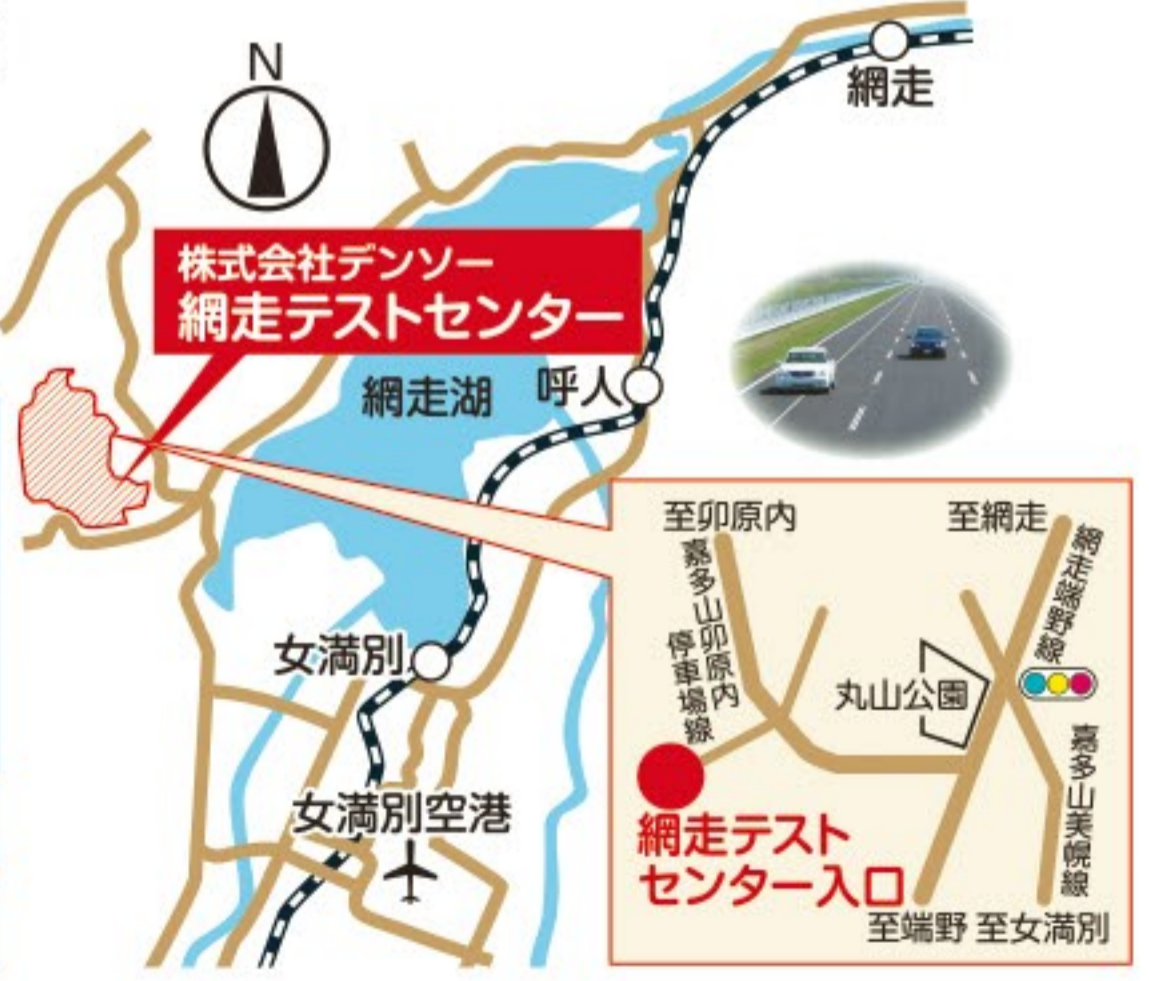 N
網走
株式会社デンソー
網走テストセンター
網走湖
呼人
女満別
女満別空港
至卯原内
至網走
嘉多山卯原内
停車場線
網走端野線
丸山公園
嘉多山美幌線
網走テスト
センター入口
至端野
至女満別